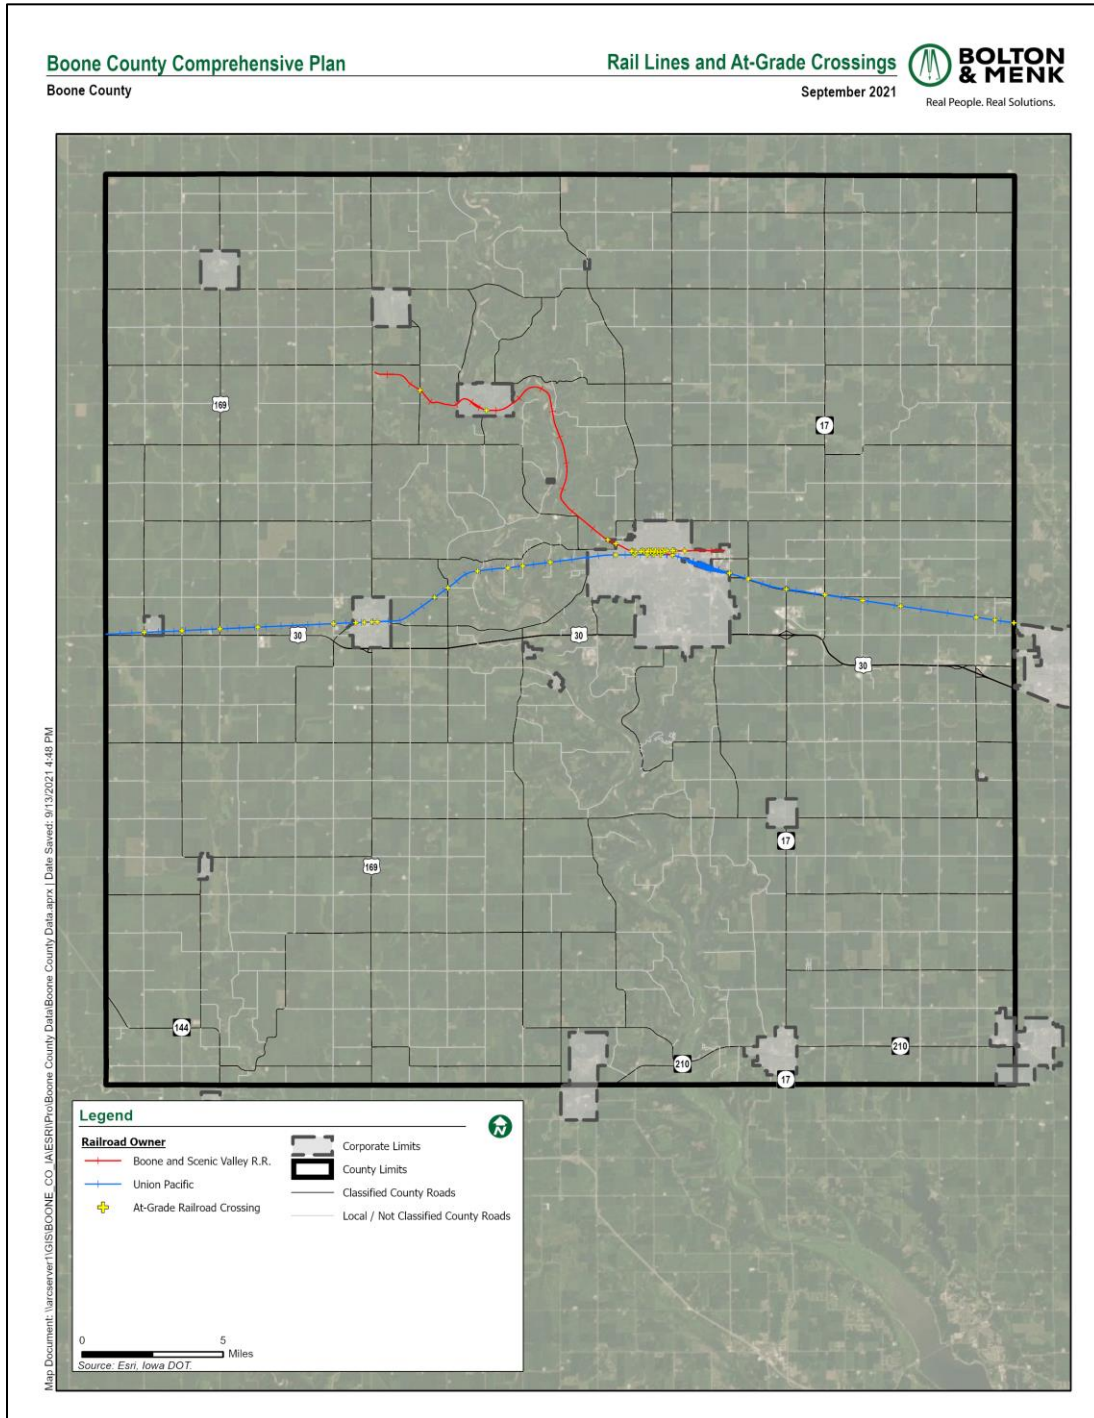 Boone County Comprehensive Plan
Boone County
Rail Lines and At-Grade Crossings
September 2021
BOLTON
& MENK
Real People. Real Solutions.
169
17
30
30
30
17
169
144
210
210
17
Legend
N
Railroad Owner
Boone and Scenic Valley R.R.
Union Pacific
At-Grade Railroad Crossing
Corporate Limits
County Limits
Classified County Roads
Local / Not Classified County Roads
0 5
Miles
Source: Esri, Iowa DOT.
Map Document: \\arcserver1\GIS\BOONE_CO_IA\ESRI\Pro\Boone County Data\Boone County Data.aprx | Date Saved: 9/13/2021 4:48 PM